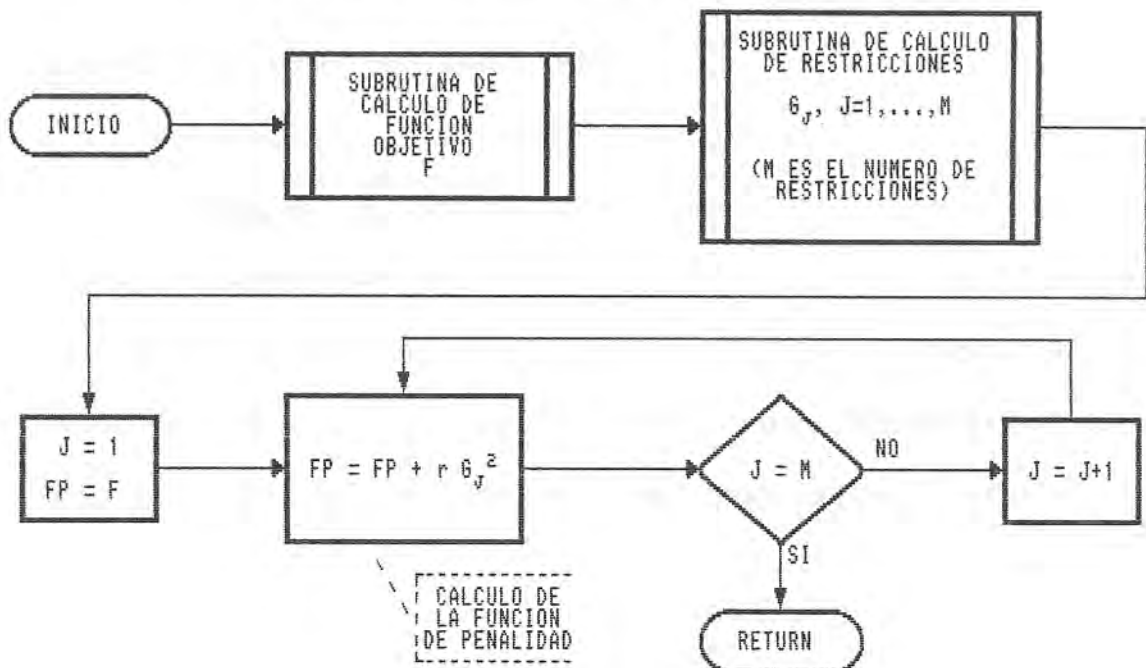 INICIO
SUBRUTINA DE
CALCULO DE
FUNCION
OBJETIVO
F
SUBRUTINA DE CALCULO
DE RESTRICCIONES
G_J, J=1,...,M
(M ES EL NUMERO DE
RESTRICCIONES)
J = 1
FP = F
FP = FP + r G_J²
J = M
NO
J = J+1
SI
CALCULO DE
LA FUNCION
DE PENALIDAD
RETURN